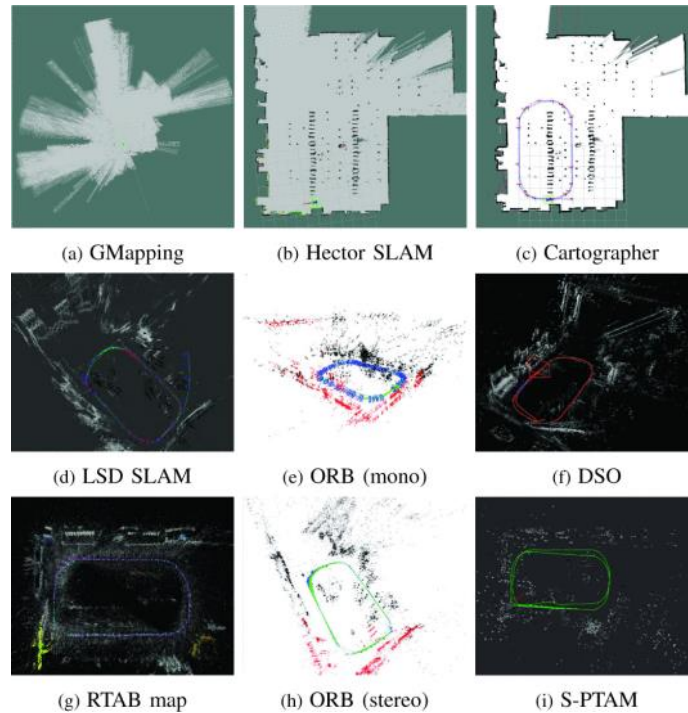 (a) GMapping
(b) Hector SLAM
(c) Cartographer
(d) LSD SLAM
(e) ORB (mono)
(f) DSO
(g) RTAB map
(h) ORB (stereo)
(i) S-PTAM